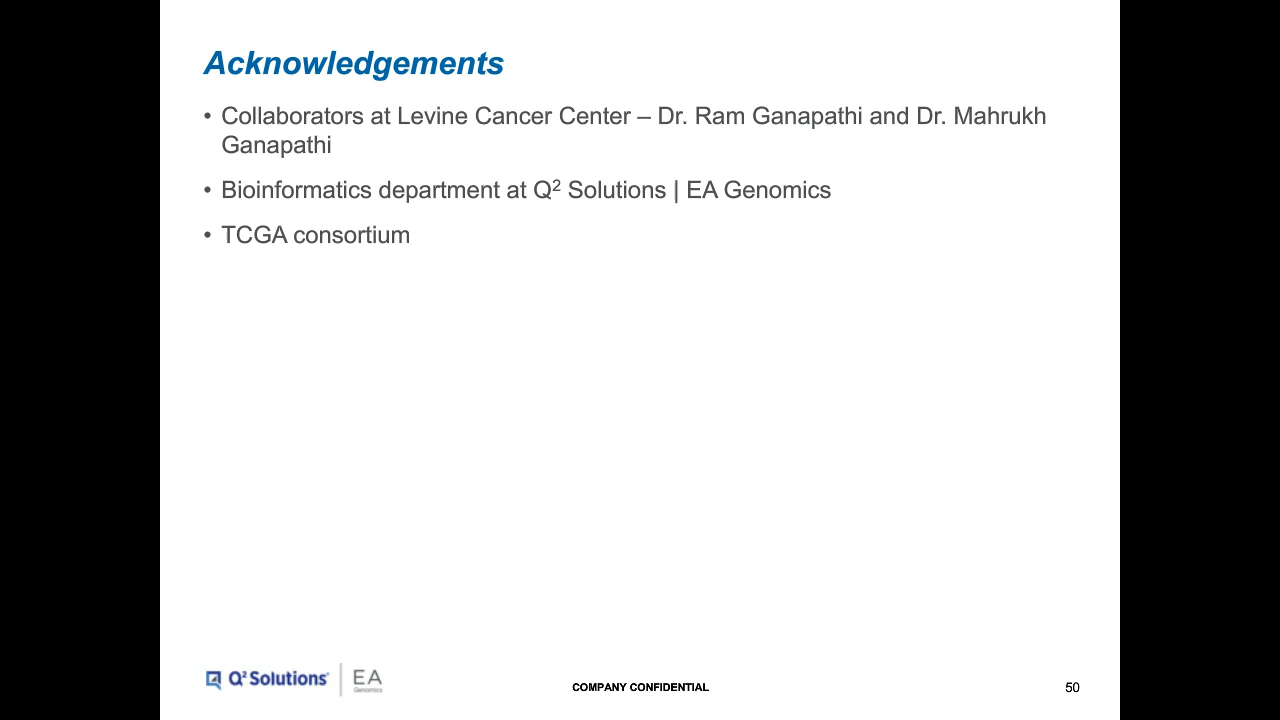 Acknowledgements
• Collaborators at Levine Cancer Center – Dr. Ram Ganapathi and Dr. Mahrukh
Ganapathi
• Bioinformatics department at Q² Solutions | EA Genomics
• TCGA consortium
Q² Solutions® | EA
Genomics
COMPANY CONFIDENTIAL
50